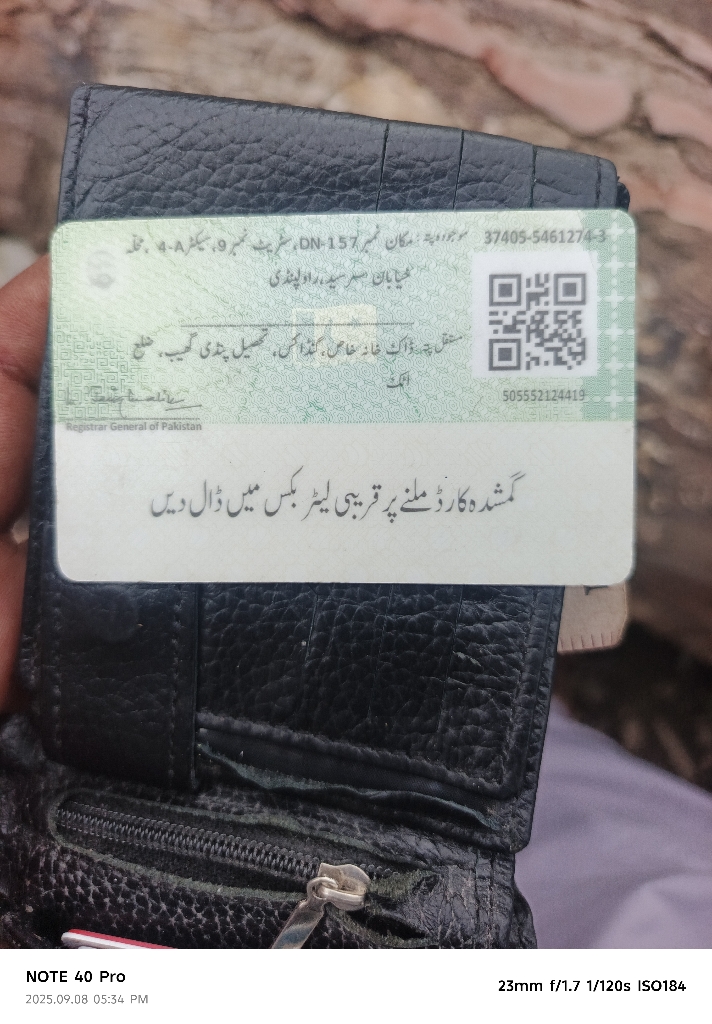 37405-5461274-3
موجودہ پتہ: مکان نمبر DN-157، سٹریٹ نمبر 9، سیکٹر 4-A، محلہ
خیابان سرسید، راولپنڈی
مستقل پتہ: ڈاک خانہ خاص، کنڈاکس، تحصیل پنڈی گھیب، ضلع
اٹک
505552124419
Registrar General of Pakistan
گمشدہ کارڈ ملنے پر قریبی لیٹر بکس میں ڈال دیں
NOTE 40 Pro
2025.09.08 05:34 PM
23mm f/1.7 1/120s ISO184